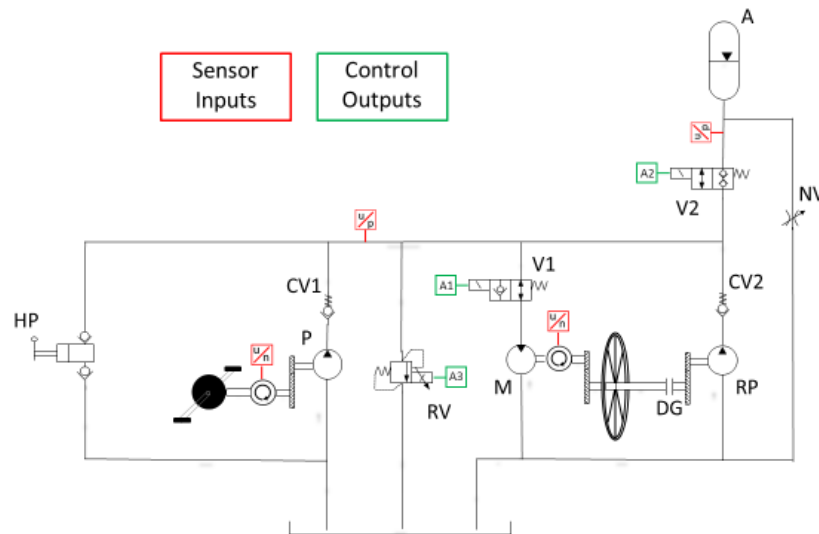 A
Sensor
Inputs
Control
Outputs
u/p
A2
V2
NV
u/p
V1
CV1
CV2
A1
HP
P
u/n
u/n
M
RP
A3
DG
RV